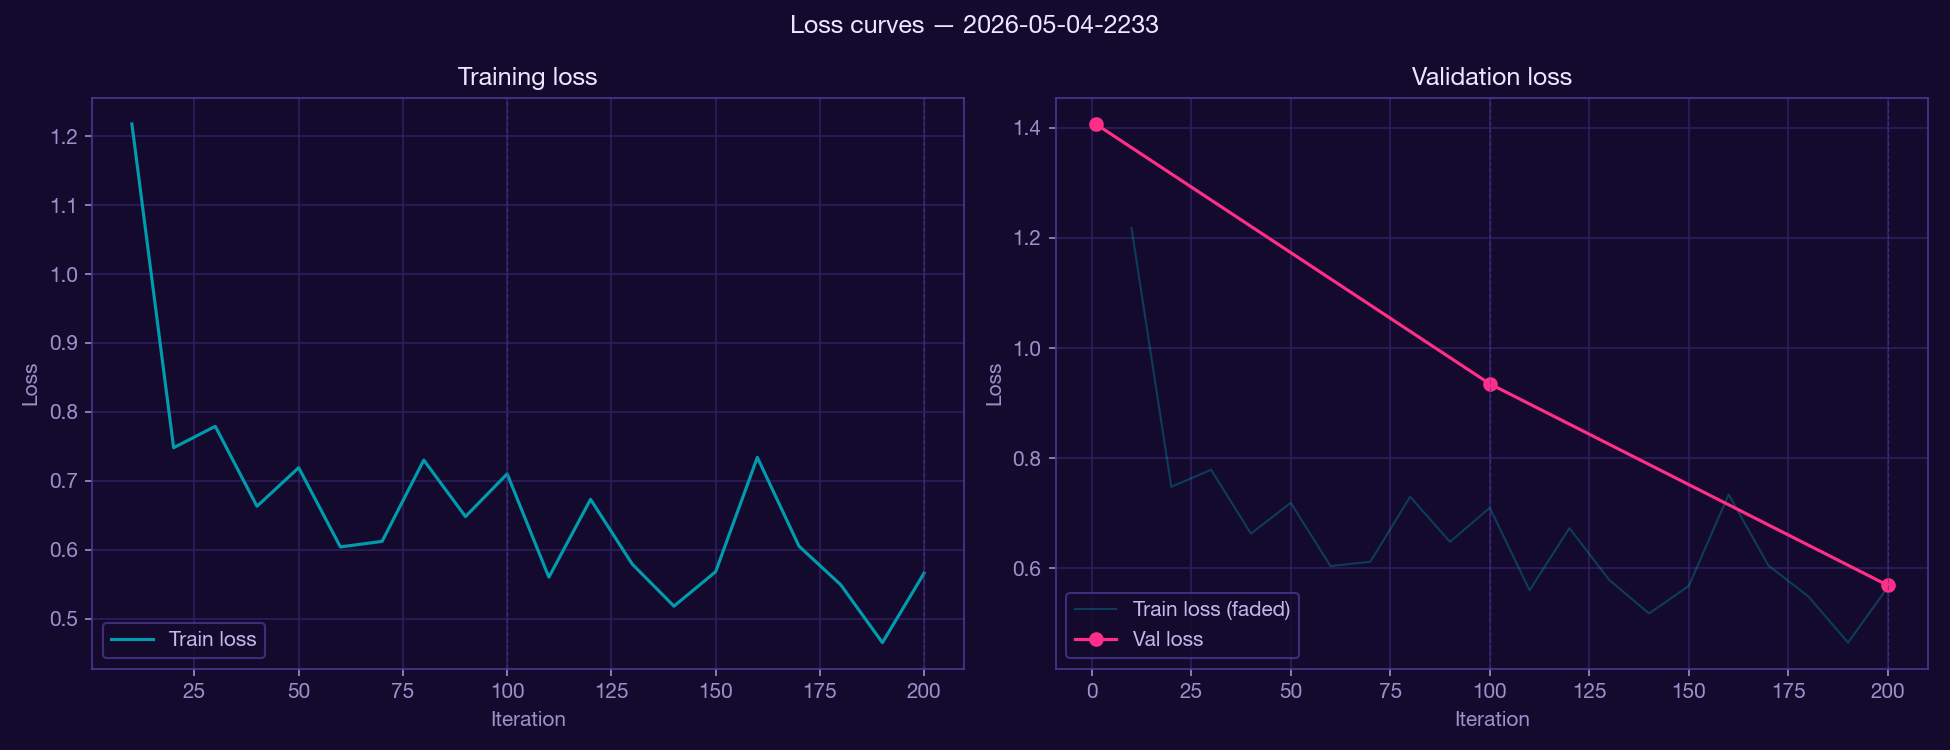 Loss curves — 2026-05-04-2233
Training loss
1.2
1.1
1.0
0.9
0.8
0.7
0.6
0.5
Loss
Train loss
25 50 75 100 125 150 175 200
Iteration
Validation loss
1.4
1.2
1.0
0.8
0.6
Loss
Train loss (faded)
Val loss
0 25 50 75 100 125 150 175 200
Iteration